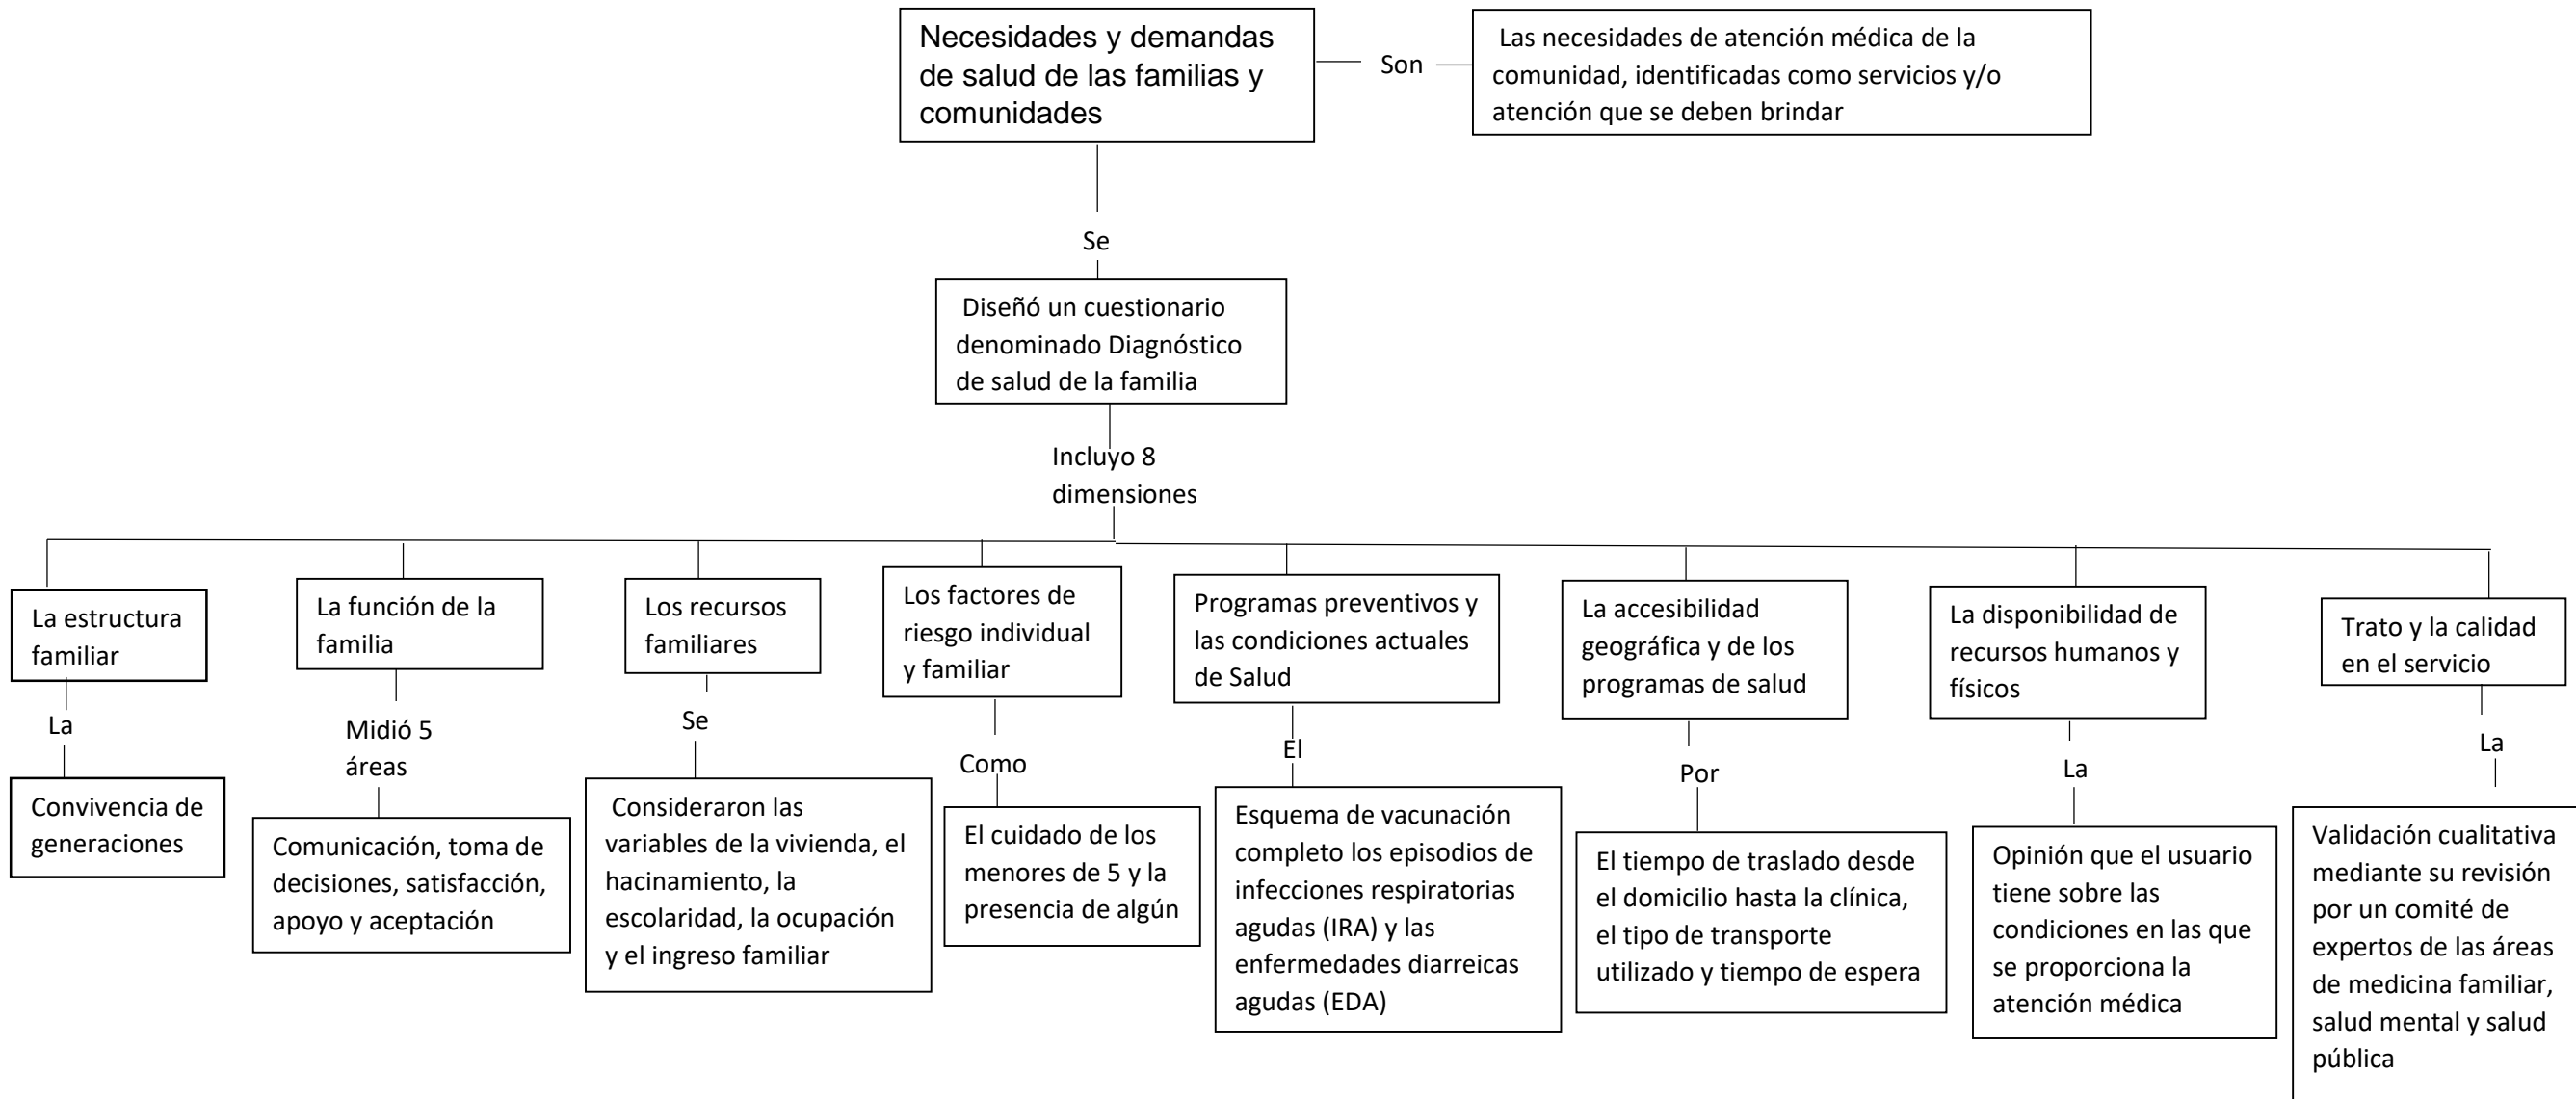 Necesidades y demandas
de salud de las familias y
comunidades
Son
Las necesidades de atención médica de la
comunidad, identificadas como servicios y/o
atención que se deben brindar
Se
Diseñó un cuestionario
denominado Diagnóstico
de salud de la familia
Incluyo 8
dimensiones
La estructura
familiar
La
Convivencia de
generaciones
La función de la
familia
Midió 5
áreas
Comunicación, toma de
decisiones, satisfacción,
apoyo y aceptación
Los recursos
familiares
Se
Consideraron las
variables de la vivienda, el
hacinamiento, la
escolaridad, la ocupación
y el ingreso familiar
Los factores de
riesgo individual
y familiar
Como
El cuidado de los
menores de 5 y la
presencia de algún
Programas preventivos y
las condiciones actuales
de Salud
El
Esquema de vacunación
completo los episodios de
infecciones respiratorias
agudas (IRA) y las
enfermedades diarreicas
agudas (EDA)
La accesibilidad
geográfica y de los
programas de salud
Por
El tiempo de traslado desde
el domicilio hasta la clínica,
el tipo de transporte
utilizado y tiempo de espera
La disponibilidad de
recursos humanos y
físicos
La
Opinión que el usuario
tiene sobre las
condiciones en las que
se proporciona la
atención médica
Trato y la calidad
en el servicio
La
Validación cualitativa
mediante su revisión
por un comité de
expertos de las áreas
de medicina familiar,
salud mental y salud
pública